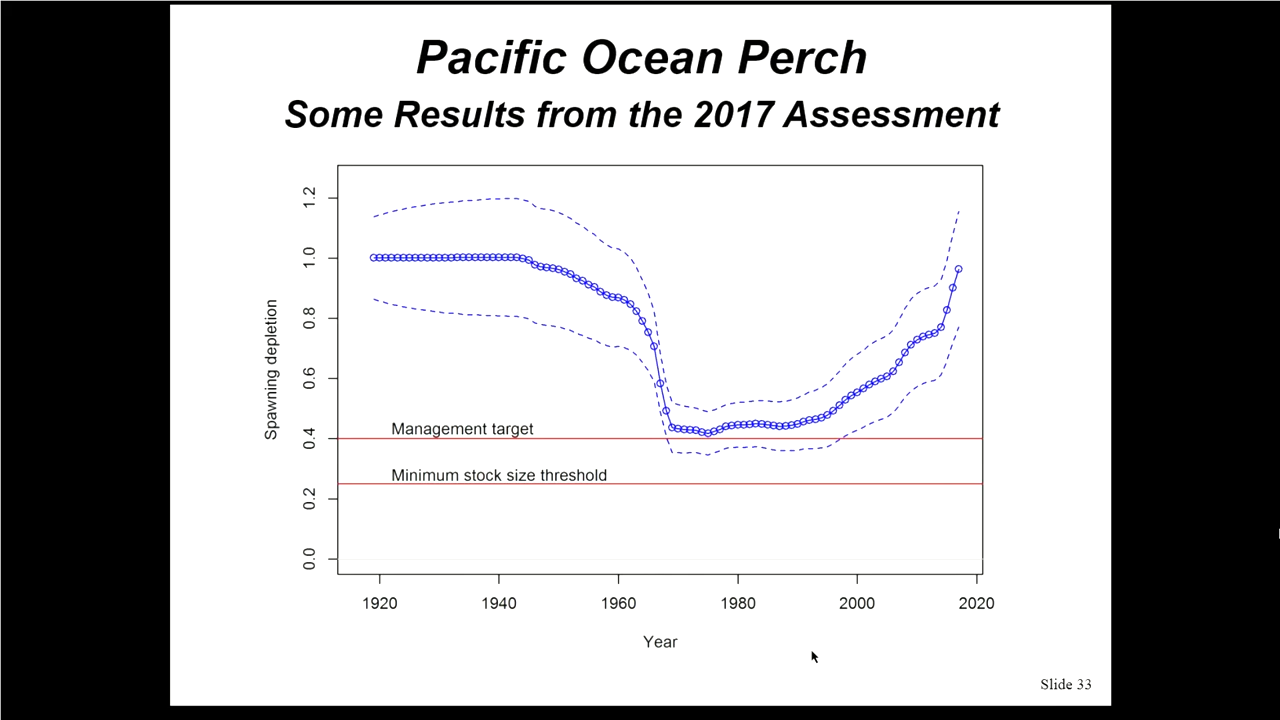 Pacific Ocean Perch
Some Results from the 2017 Assessment
1.2
1.0
0.8
0.6
0.4
0.2
0.0
Spawning depletion
Management target
Minimum stock size threshold
1920 1940 1960 1980 2000 2020
Year
Slide 33